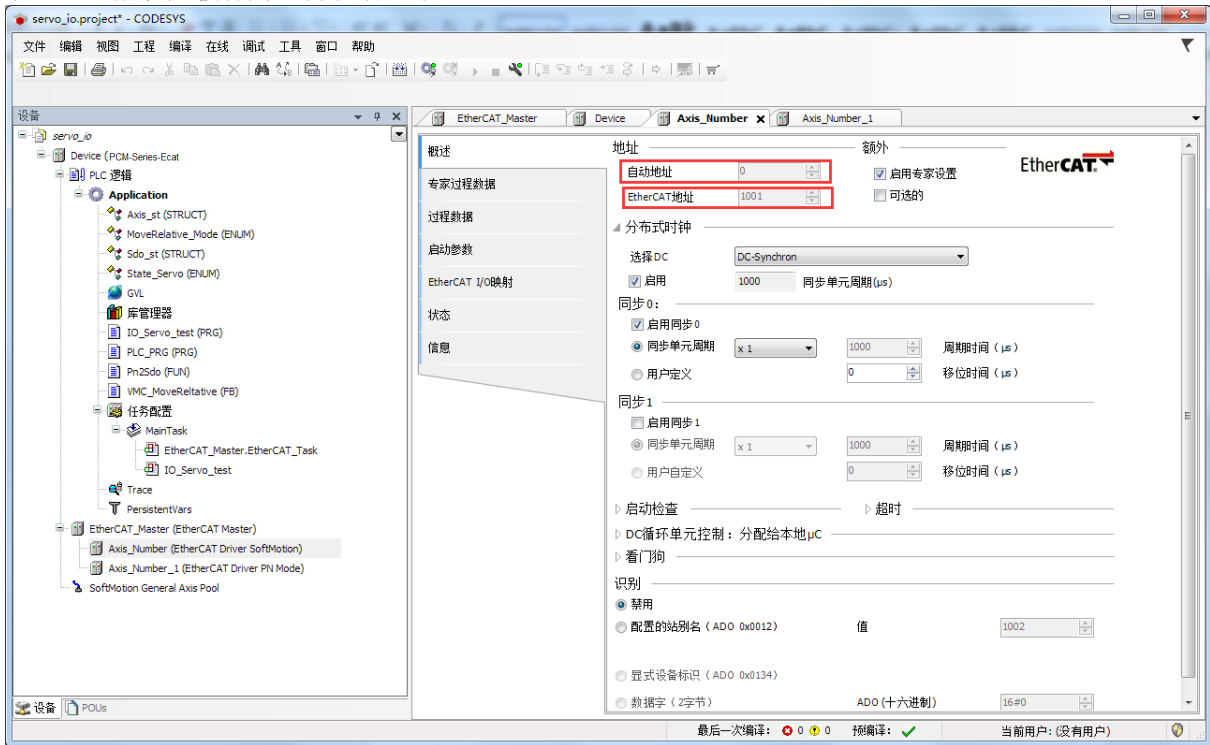 servo_io.project* - CODESYS
文件 编辑 视图 工程 编译 在线 调试 工具 窗口 帮助
设备
servo_io
Device (PCM-Series-Ecat
PLC 逻辑
Application
Axis_st (STRUCT)
MoveRelative_Mode (ENUM)
Sdo_st (STRUCT)
State_Servo (ENUM)
GVL
库管理器
IO_Servo_test (PRG)
PLC_PRG (PRG)
Pn2Sdo (FUN)
VMC_MoveReltative (FB)
任务配置
MainTask
EtherCAT_Master.EtherCAT_Task
IO_Servo_test
Trace
PersistentVars
EtherCAT_Master (EtherCAT Master)
Axis_Number (EtherCAT Driver SoftMotion)
Axis_Number_1 (EtherCAT Driver PN Mode)
SoftMotion General Axis Pool
设备 POUs
EtherCAT_Master Device Axis_Number Axis_Number_1
概述
专家过程数据
过程数据
启动参数
EtherCAT I/O映射
状态
信息
地址 额外
自动地址 0 启用专家设置
EtherCAT地址 1001 可选的
EtherCAT.
分布式时钟
选择DC DC-Synchron
启用 1000 同步单元周期(μs)
同步0:
启用同步0
同步单元周期 x 1 1000 周期时间（μs）
用户定义 0 移位时间（μs）
同步1
启用同步1
同步单元周期 x 1 1000 周期时间（μs）
用户自定义 0 移位时间（μs）
启动检查 超时
DC循环单元控制：分配给本地μC
看门狗
识别
禁用
配置的站别名（ADO 0x0012） 值 1002
显式设备标识（ADO 0x0134）
数据字（2字节） ADO (十六进制) 16#0
最后一次编译: 0 0 预编译: 当前用户: (没有用户)